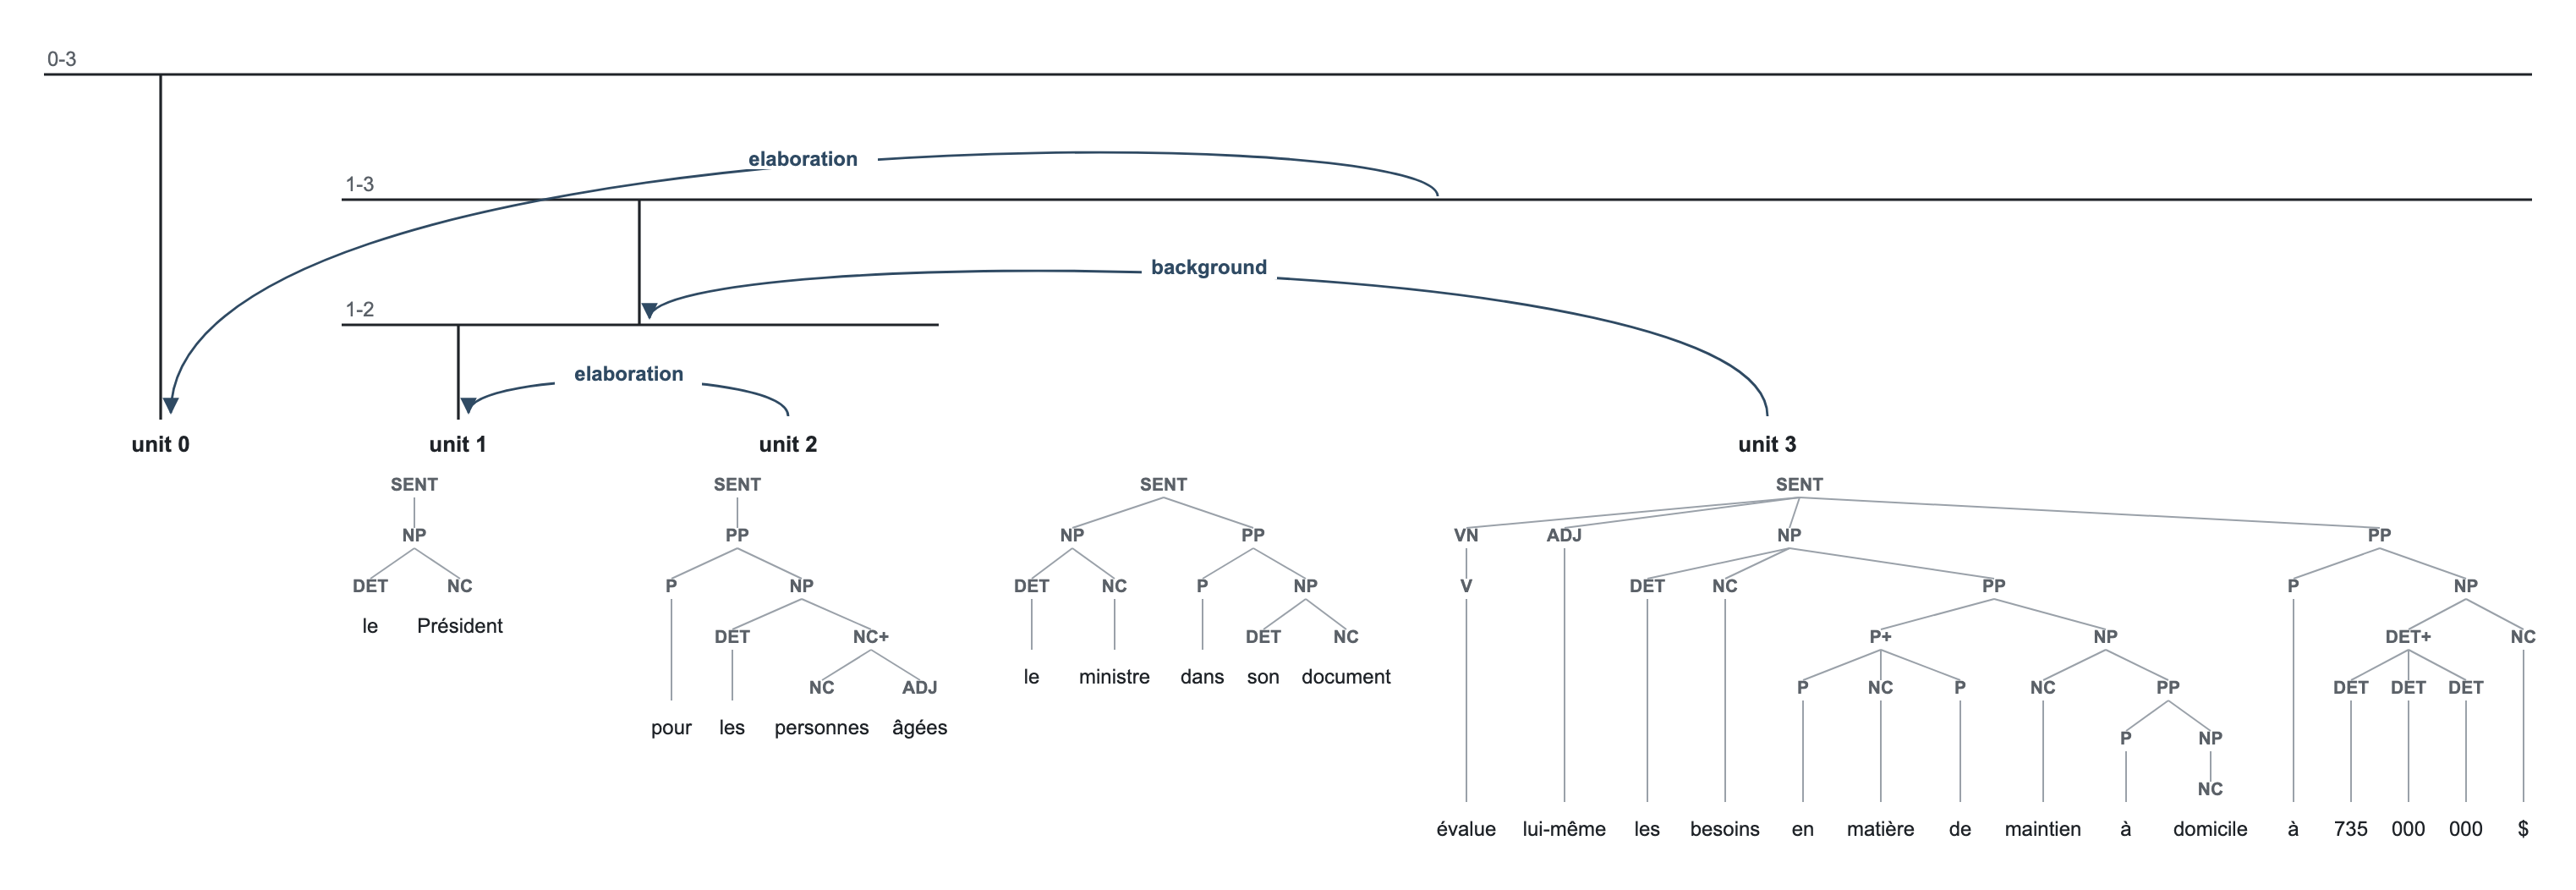 0-3
elaboration
1-3
background
1-2
elaboration
unit 0 unit 1 unit 2 unit 3
SENT SENT SENT SENT
NP PP NP PP VN ADJ NP PP
DET NC P NP DET NC P NP V DET NC PP P NP
le Président DET NC+ DET NC P+ NP DET+ NC
le ministre dans son document
NC ADJ P NC P NC PP DET DET DET
pour les personnes âgées P NP
NC
évalue lui-même les besoins en matière de maintien à domicile à 735 000 000 $